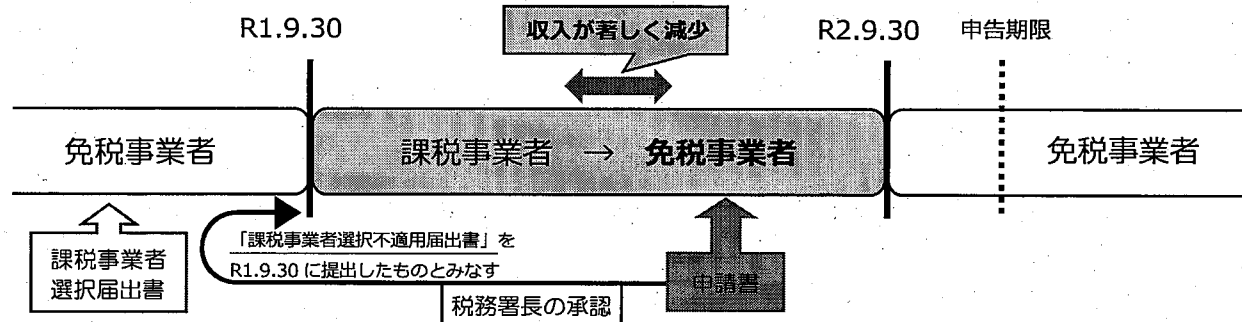 R1.9.30
収入が著しく減少
R2.9.30
申告期限
免税事業者
課税事業者 → 免税事業者
免税事業者
課税事業者
選択届出書
「課税事業者選択不適用届出書」を
R1.9.30 に提出したものとみなす
申請書
税務署長の承認